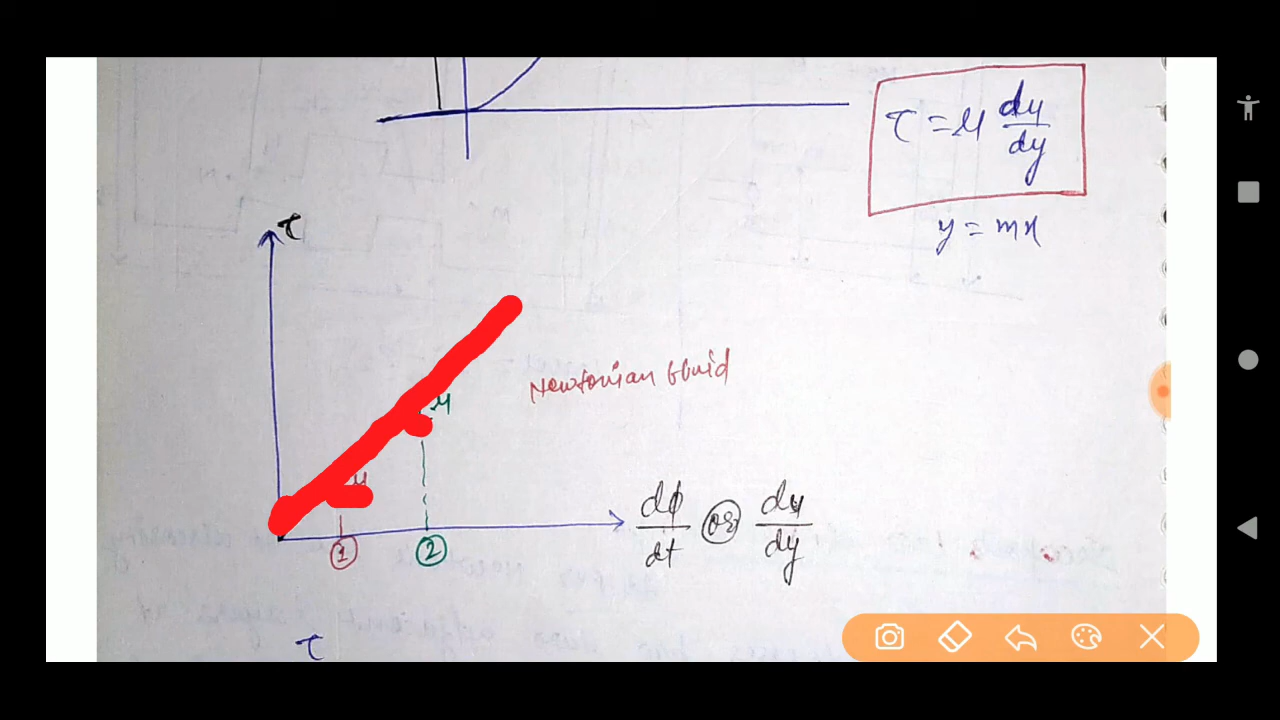 τ = μ du/dy
y = mx
τ
Newtonian fluid
μ
μ
1 2
dϕ/dt or du/dy
τ